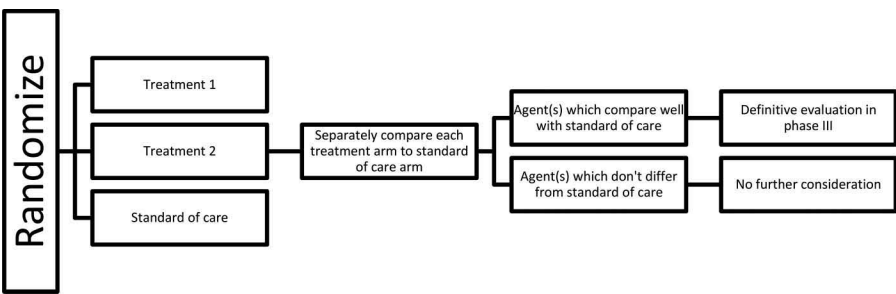 Randomize
Treatment 1
Treatment 2
Standard of care
Separately compare each
treatment arm to standard
of care arm
Agent(s) which compare well
with standard of care
Agent(s) which don't differ
from standard of care
Definitive evaluation in
phase III
No further consideration